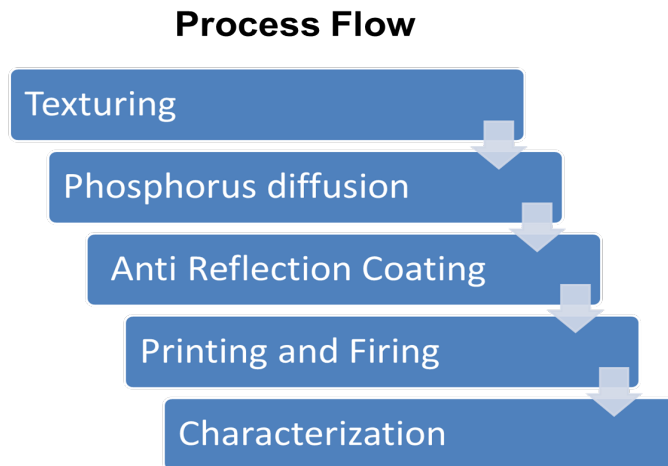 Process Flow
Texturing
Phosphorus diffusion
Anti Reflection Coating
Printing and Firing
Characterization